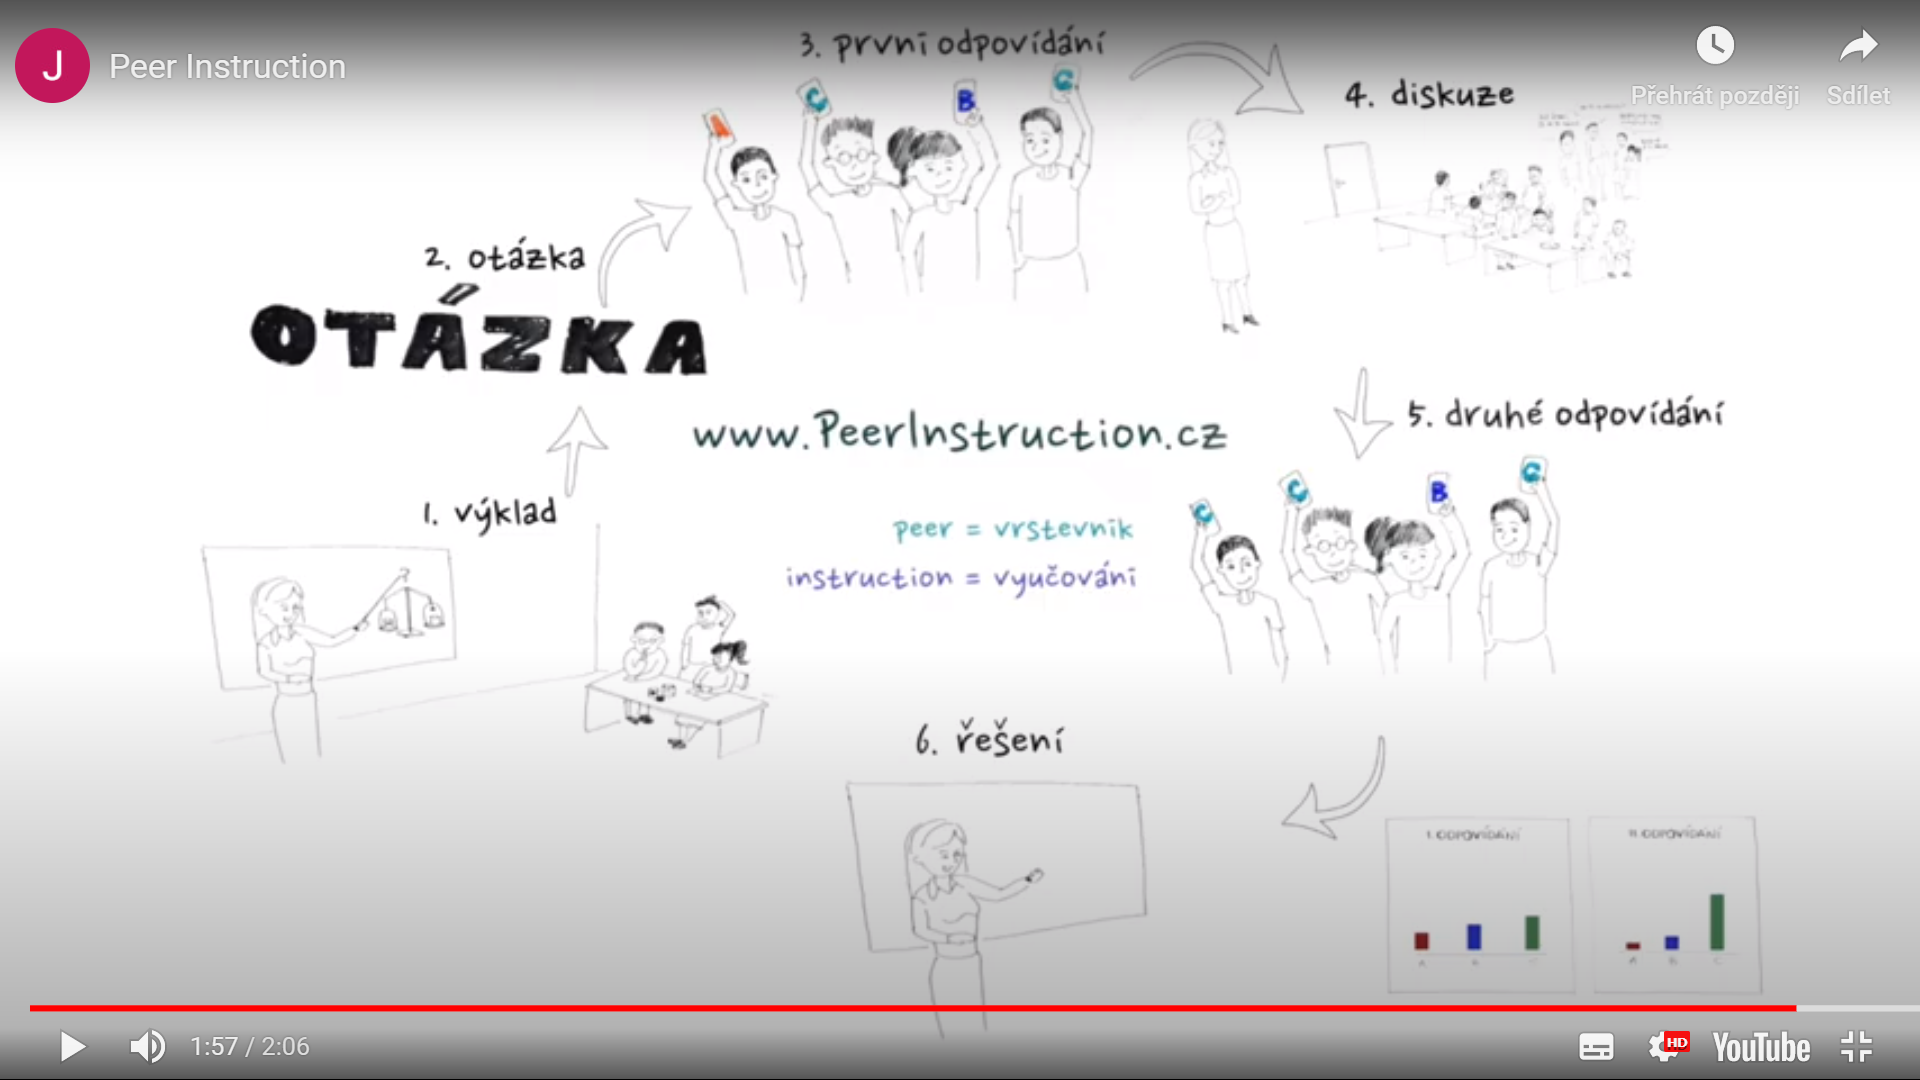 J
Peer Instruction
Přehrát později
Sdílet
3. první odpovídání
A
C
B
C
4. diskuze
2. otázka
OTÁZKA
www.PeerInstruction.cz
5. druhé odpovídání
C
C
B
C
1. výklad
peer = vrstevník
instruction = vyučování
6. řešení
I. ODPOVÍDÁNÍ
A B C
II. ODPOVÍDÁNÍ
A B C
1:57 / 2:06
HD
YouTube